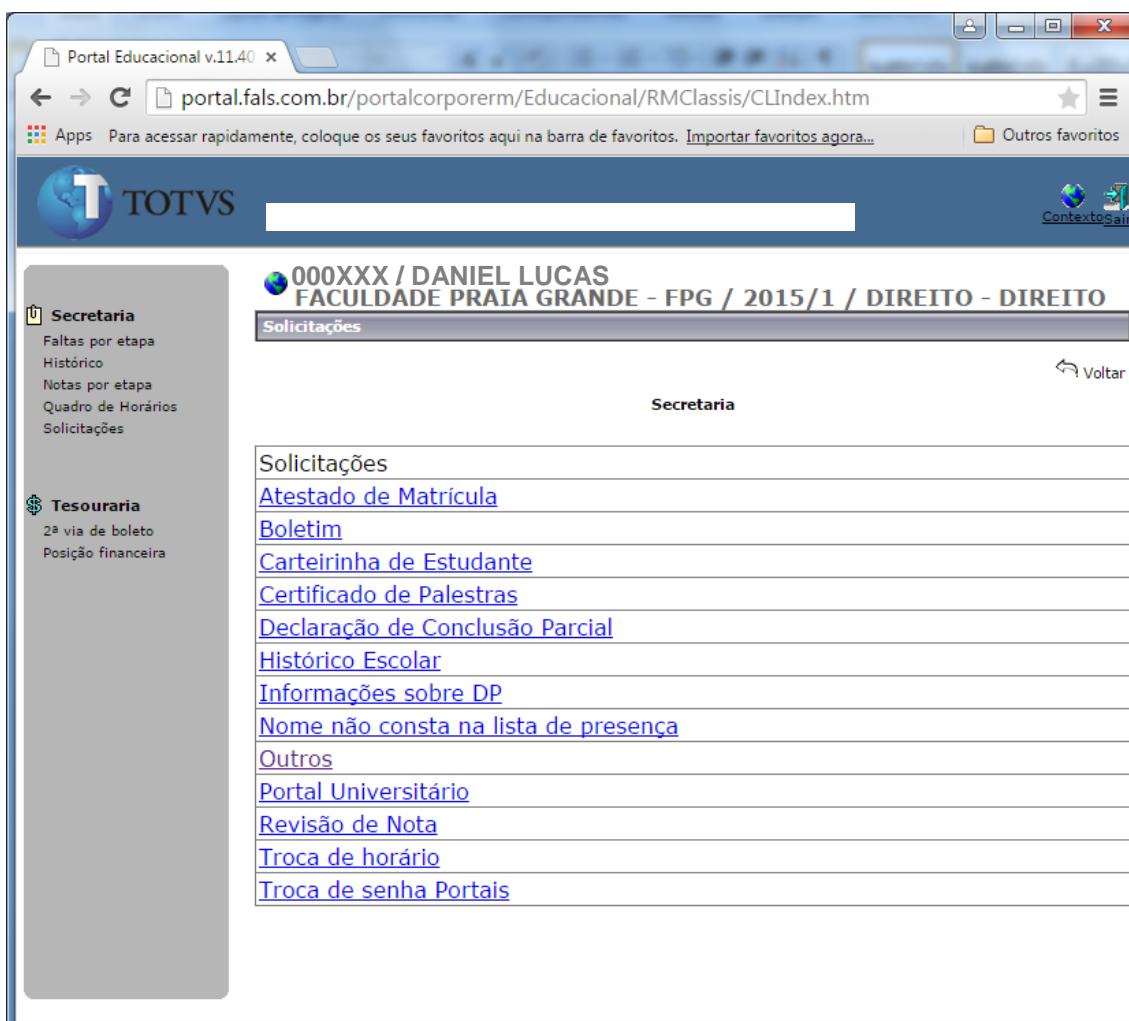 Portal Educacional v.11.40
portal.fals.com.br/portalcorporerm/Educacional/RMClassis/CLIndex.htm
Apps Para acessar rapidamente, coloque os seus favoritos aqui na barra de favoritos. Importar favoritos agora... Outros favoritos
TOTVS
Contexto Sair
000XXX / DANIEL LUCAS
FACULDADE PRAIA GRANDE - FPG / 2015/1 / DIREITO - DIREITO
Solicitações
Voltar
Secretaria
Secretaria
Faltas por etapa
Histórico
Notas por etapa
Quadro de Horários
Solicitações
Tesouraria
2ª via de boleto
Posição financeira
Solicitações
Atestado de Matrícula
Boletim
Carteirinha de Estudante
Certificado de Palestras
Declaração de Conclusão Parcial
Histórico Escolar
Informações sobre DP
Nome não consta na lista de presença
Outros
Portal Universitário
Revisão de Nota
Troca de horário
Troca de senha Portais